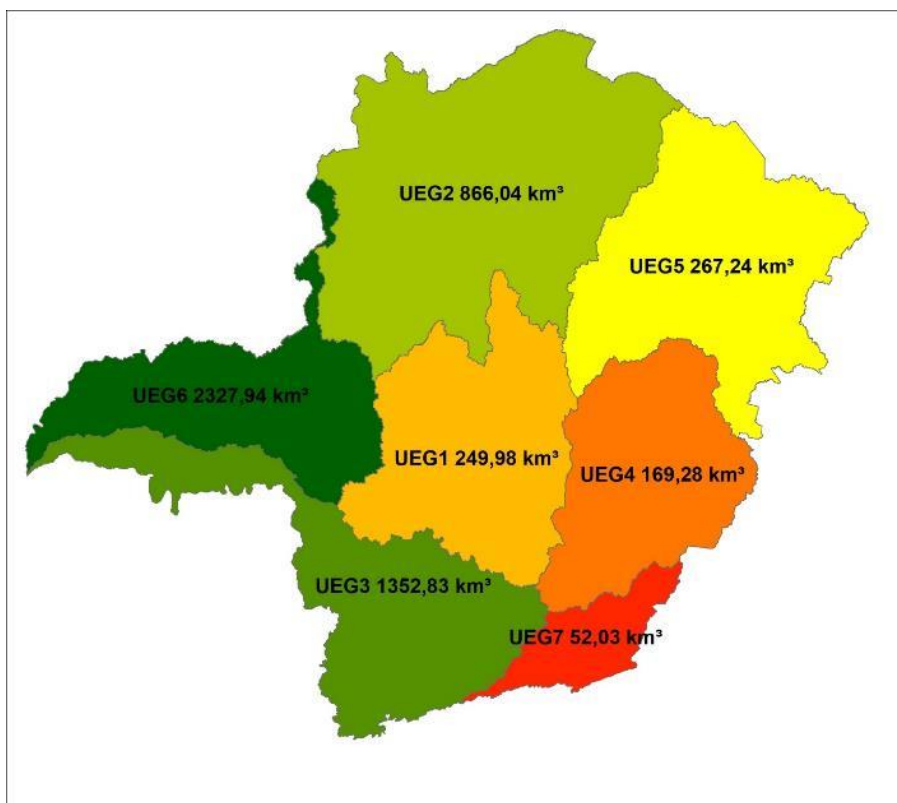 UEG2 866,04 km³
UEG5 267,24 km³
UEG6 2327,94 km³
UEG1 249,98 km³
UEG4 169,28 km³
UEG3 1352,83 km³
UEG7 52,03 km³